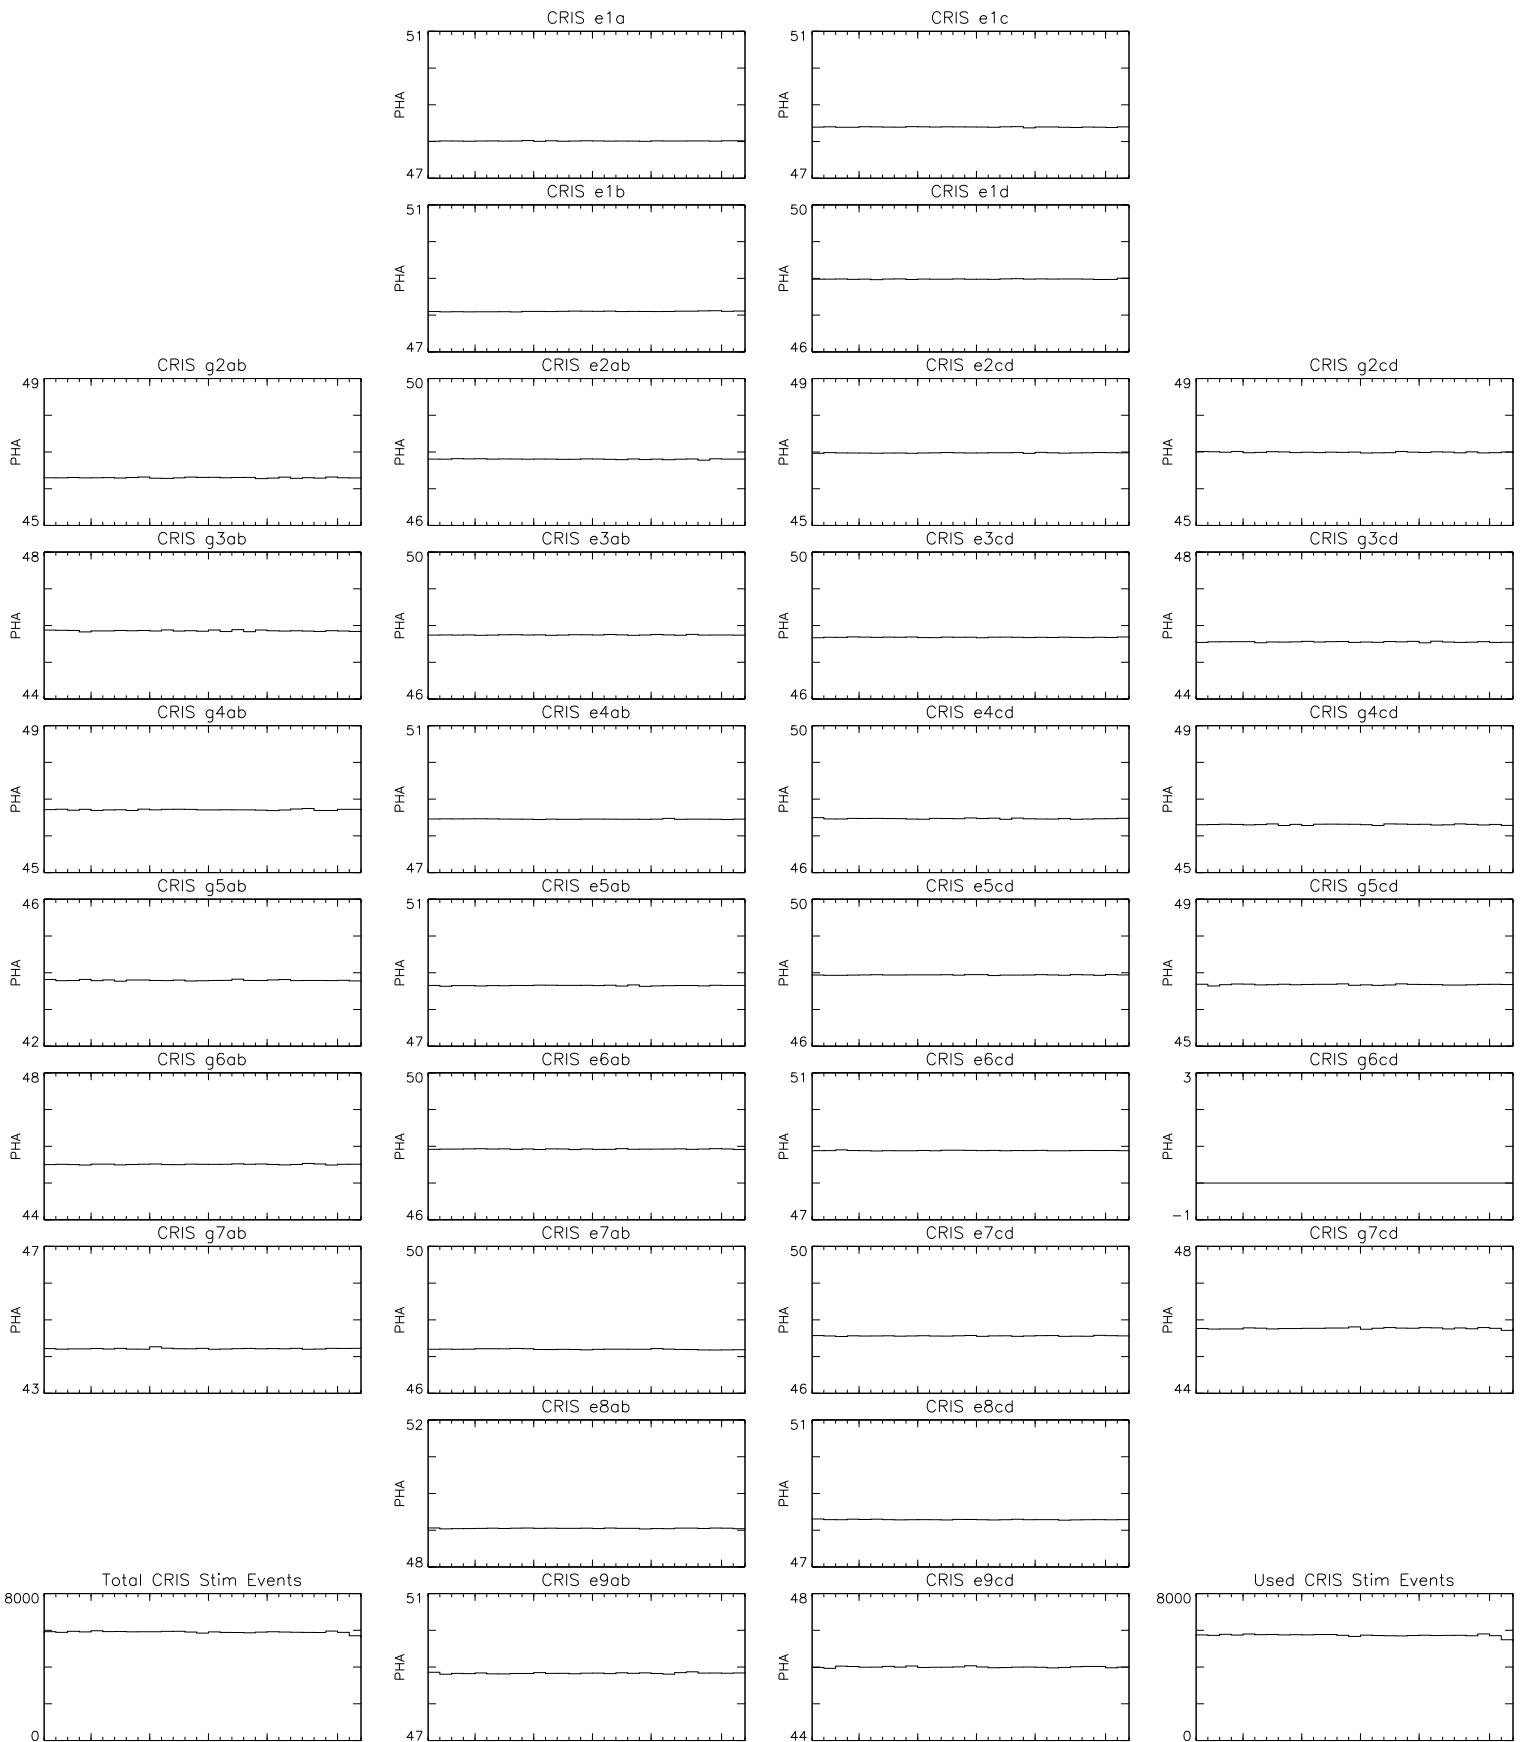 CRIS e1a
CRIS e1c
51
PHA
47
51
PHA
47
CRIS e1b
CRIS e1d
51
PHA
47
50
PHA
46
CRIS g2ab
CRIS e2ab
CRIS e2cd
CRIS g2cd
49
PHA
45
50
PHA
46
49
PHA
45
49
PHA
45
CRIS g3ab
CRIS e3ab
CRIS e3cd
CRIS g3cd
48
PHA
44
50
PHA
46
50
PHA
46
48
PHA
44
CRIS g4ab
CRIS e4ab
CRIS e4cd
CRIS g4cd
49
PHA
45
51
PHA
47
50
PHA
46
49
PHA
45
CRIS g5ab
CRIS e5ab
CRIS e5cd
CRIS g5cd
46
PHA
42
51
PHA
47
50
PHA
46
49
PHA
45
CRIS g6ab
CRIS e6ab
CRIS e6cd
CRIS g6cd
48
PHA
44
50
PHA
46
51
PHA
47
3
PHA
-1
CRIS g7ab
CRIS e7ab
CRIS e7cd
CRIS g7cd
47
PHA
43
50
PHA
46
50
PHA
46
48
PHA
44
CRIS e8ab
CRIS e8cd
52
PHA
48
51
PHA
47
Total CRIS Stim Events
CRIS e9ab
CRIS e9cd
Used CRIS Stim Events
8000
0
51
PHA
47
48
PHA
44
8000
0